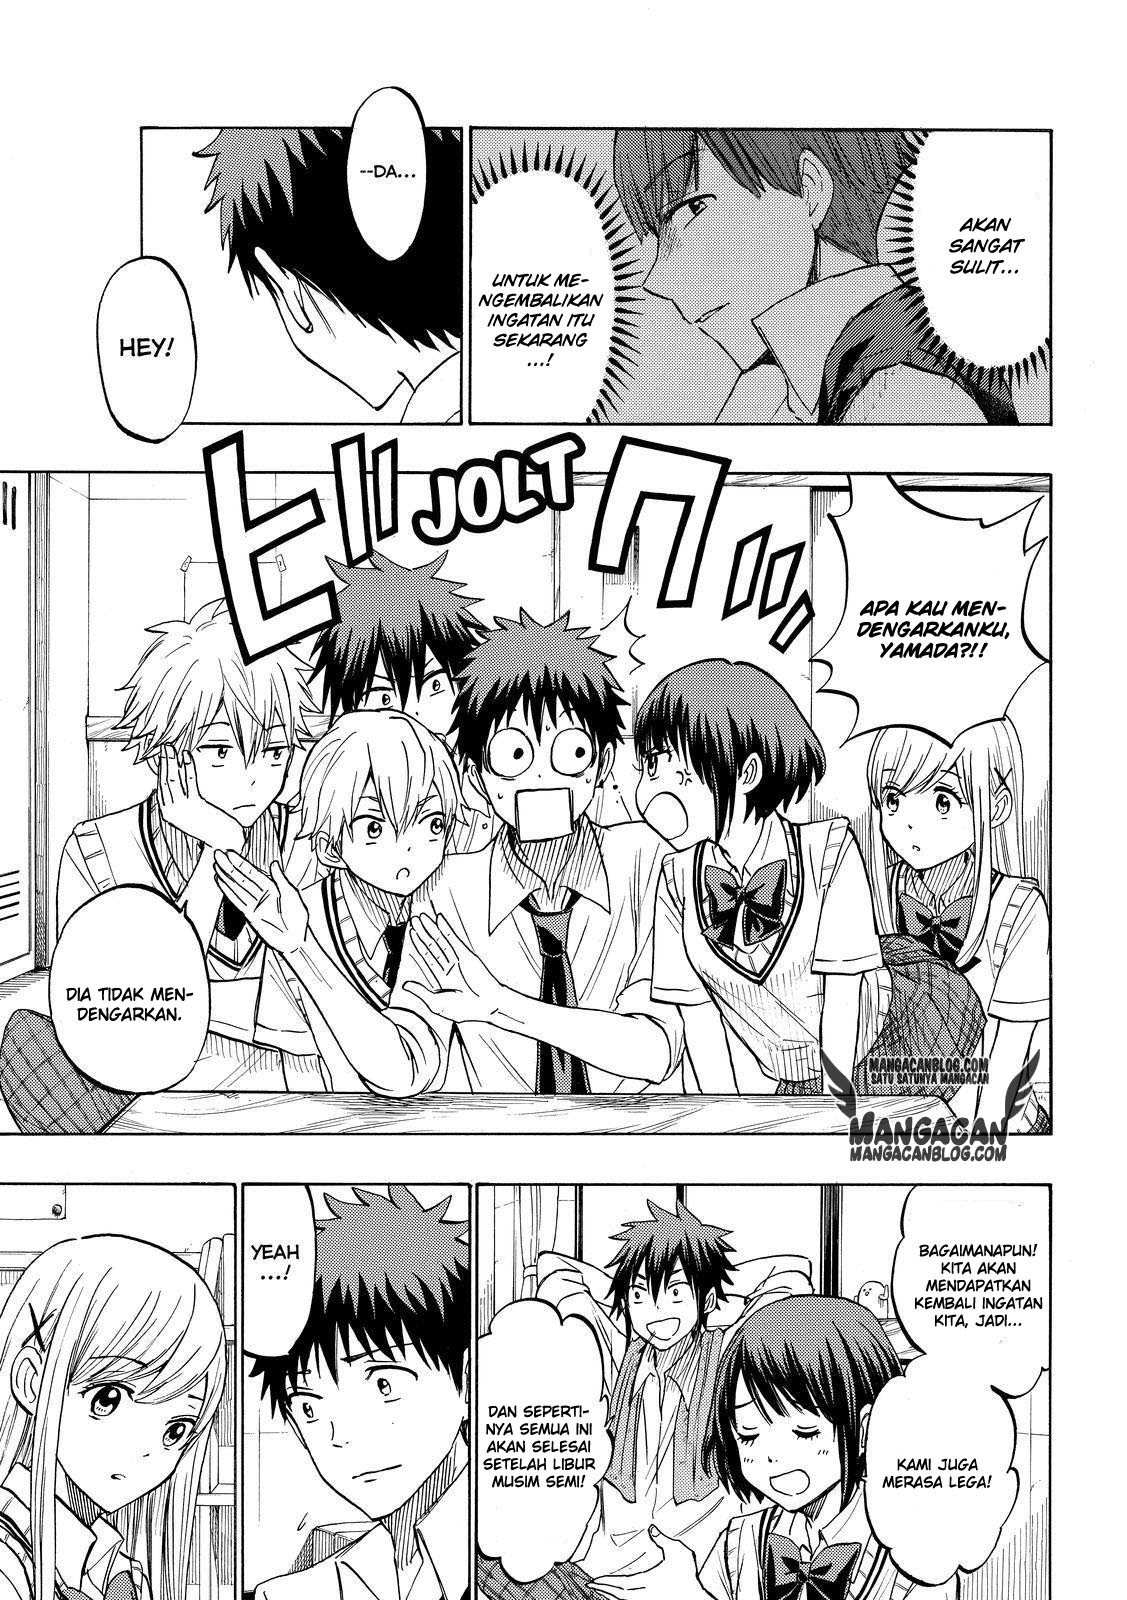 AKAN
SANGAT
SULIT...
UNTUK ME-
NGEMBALIKAN
INGATAN ITU
SEKARANG
...!
--DA...
HEY!
APA KAU MEN-
DENGARKANKU,
YAMADA?!!
ビクッ
JOLT
DIA TIDAK MEN-
DENGARKAN.
MANGACANBLOG.COM
SATU SATUNYA MANGACAN
MANGACAN
MANGACANBLOG.COM
BAGAIMANAPUN!
KITA AKAN
MENDAPATKAN
KEMBALI INGATAN
KITA, JADI...
KAMI JUGA
MERASA LEGA!
DAN SEPERTI-
NYA SEMUA INI
AKAN SELESAI
SETELAH LIBUR
MUSIM SEMI!
YEAH
...!